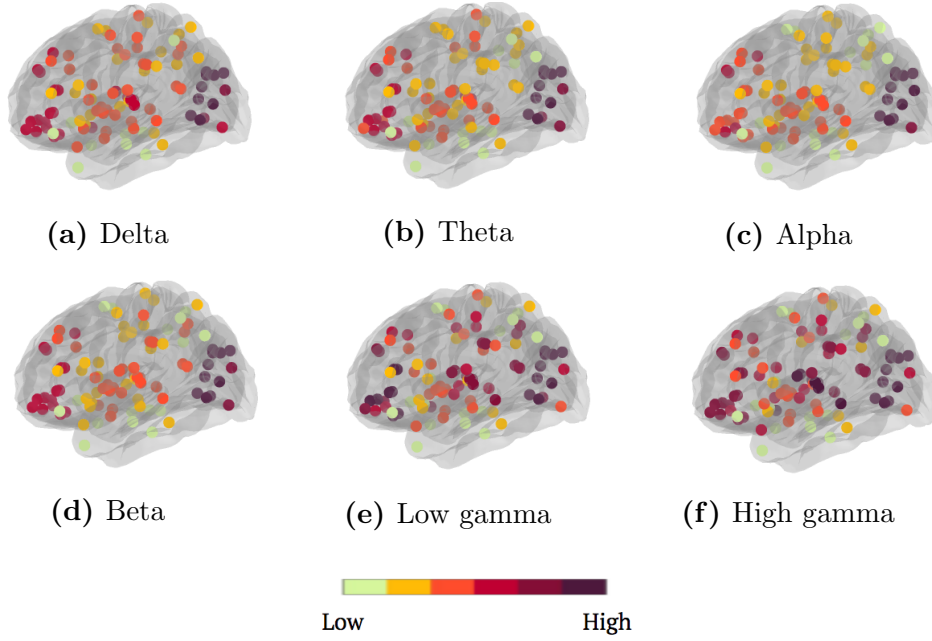 (a) Delta
(b) Theta
(c) Alpha
(d) Beta
(e) Low gamma
(f) High gamma
Low High